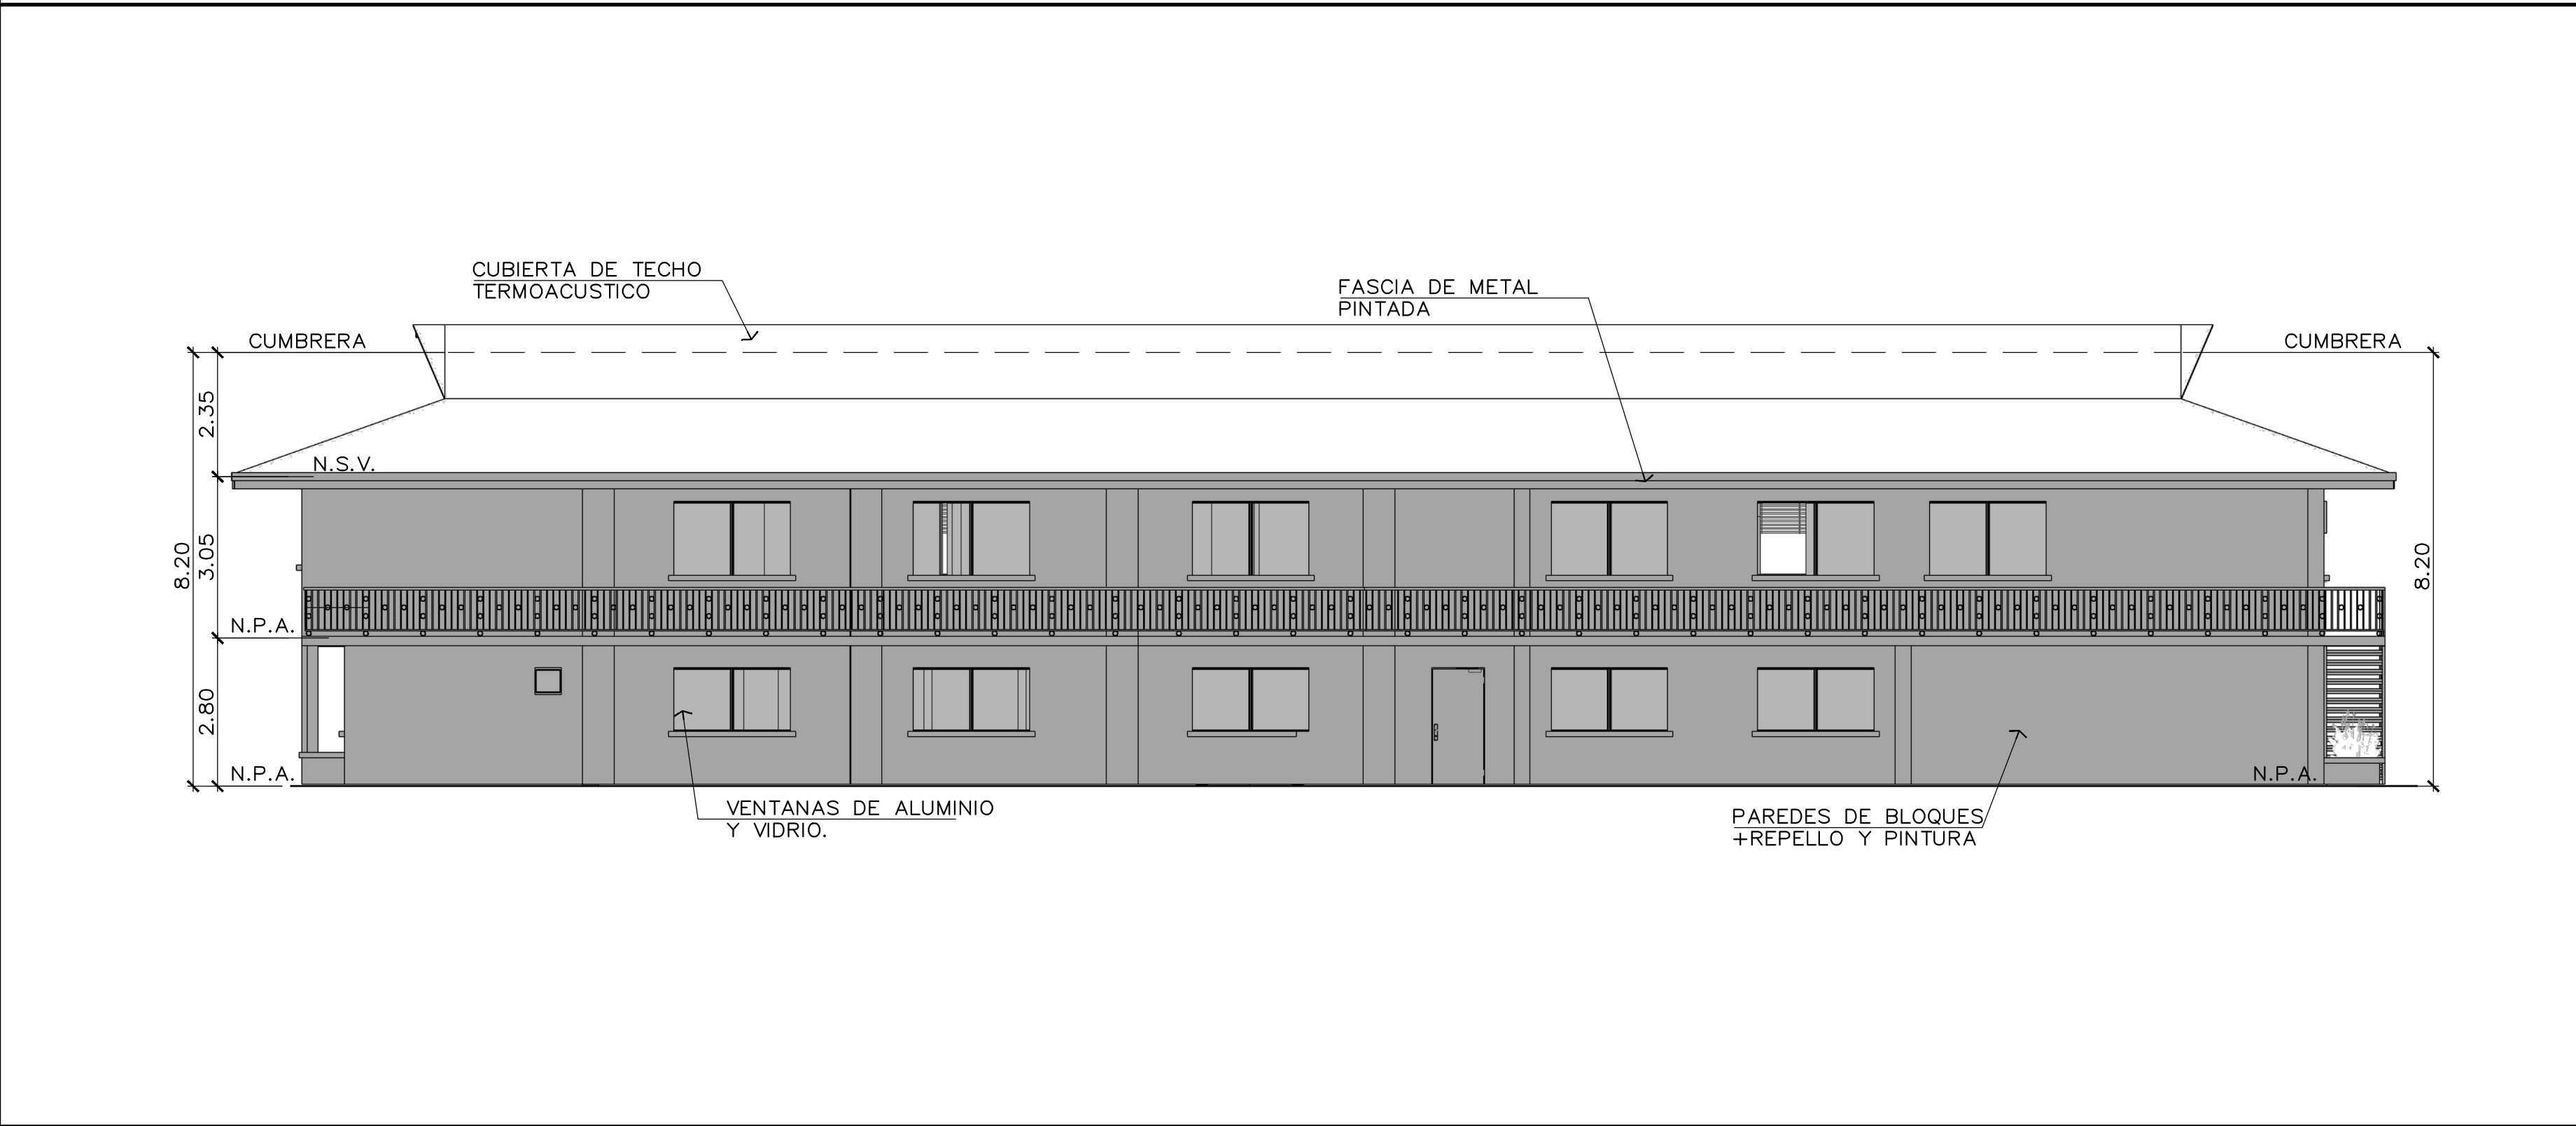 CUBIERTA DE TECHO
TERMOACUSTICO
FASCIA DE METAL
PINTADA
CUMBRERA
CUMBRERA
2.35
N.S.V.
3.05
8.20
8.20
N.P.A.
2.80
N.P.A.
N.P.A.
VENTANAS DE ALUMINIO
Y VIDRIO.
PAREDES DE BLOQUES
+REPELLO Y PINTURA